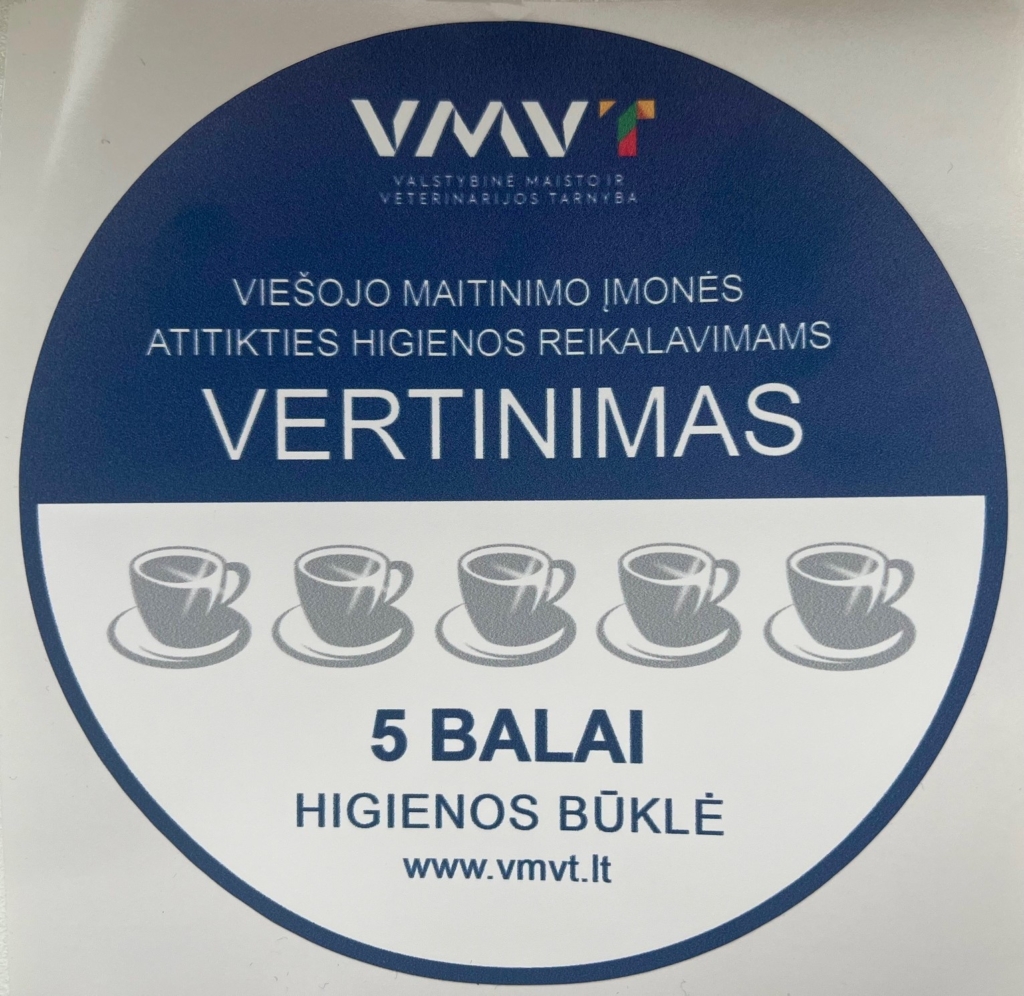 VMVT
VALSTYBINĖ MAISTO IR
VETERINARIJOS TARNYBA
VIEŠOJO MAITINIMO ĮMONĖS
ATITIKTIES HIGIENOS REIKALAVIMAMS
VERTINIMAS
5 BALAI
HIGIENOS BŪKLĖ
www.vmvt.lt